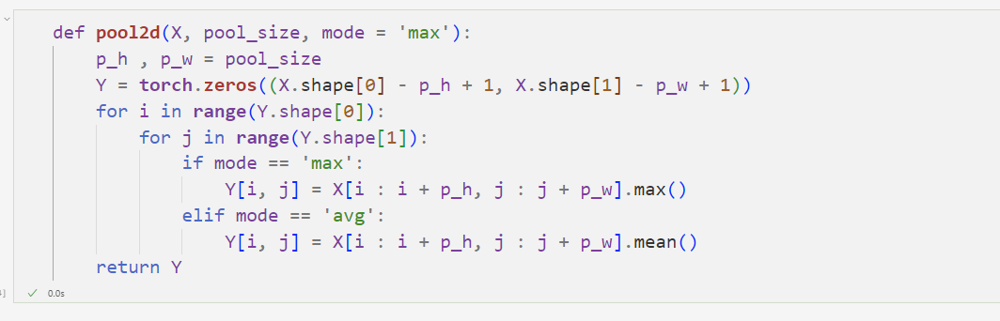 def pool2d(X, pool_size, mode = 'max'):
    p_h , p_w = pool_size
    Y = torch.zeros((X.shape[0] - p_h + 1, X.shape[1] - p_w + 1))
    for i in range(Y.shape[0]):
        for j in range(Y.shape[1]):
            if mode == 'max':
                Y[i, j] = X[i : i + p_h, j : j + p_w].max()
            elif mode == 'avg':
                Y[i, j] = X[i : i + p_h, j : j + p_w].mean()
    return Y
✓ 0.0s